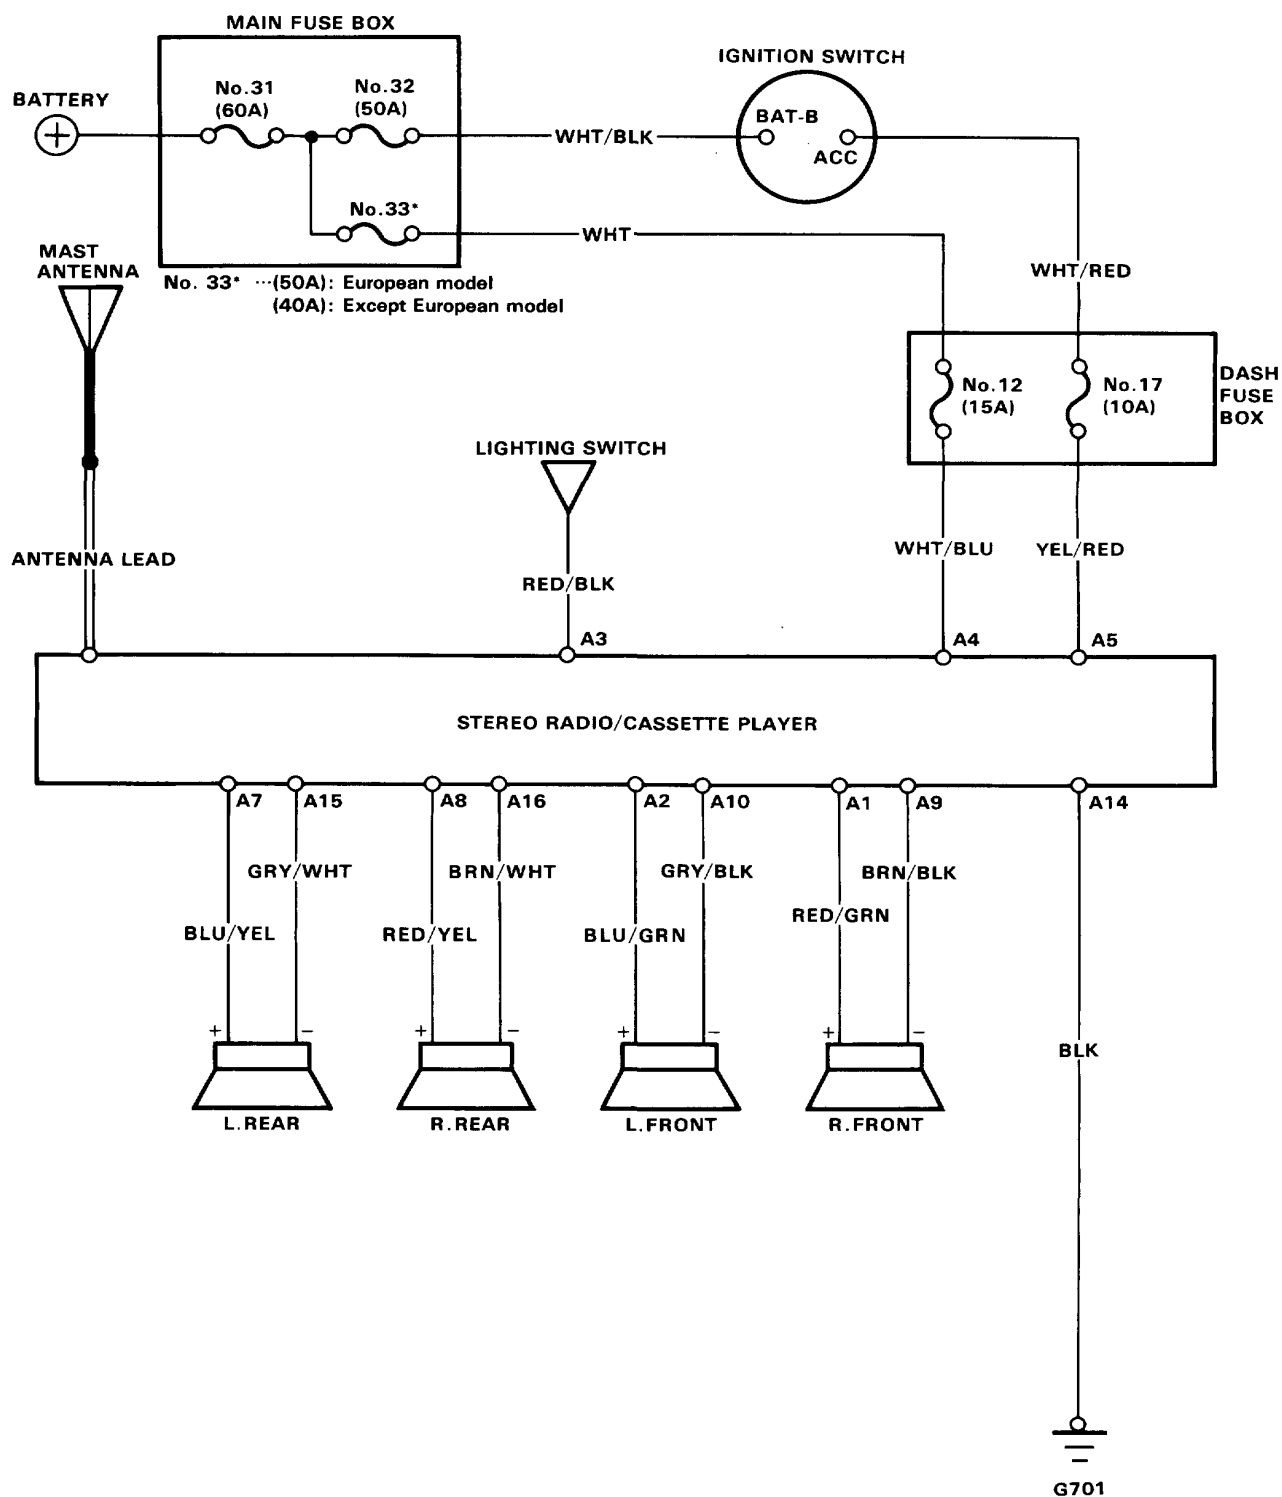 MAIN FUSE BOX
IGNITION SWITCH
BATTERY
+
No.31
(60A)
No.32
(50A)
WHT/BLK
BAT-B
ACC
No.33*
WHT
MAST
ANTENNA
No. 33* ···(50A): European model
(40A): Except European model
WHT/RED
No.12
(15A)
No.17
(10A)
DASH
FUSE
BOX
LIGHTING SWITCH
ANTENNA LEAD
RED/BLK
WHT/BLU
YEL/RED
A3
A4
A5
STEREO RADIO/CASSETTE PLAYER
A7
A15
A8
A16
A2
A10
A1
A9
A14
GRY/WHT
BRN/WHT
GRY/BLK
BRN/BLK
BLU/YEL
RED/YEL
BLU/GRN
RED/GRN
+
−
+
−
+
−
+
−
BLK
L.REAR
R.REAR
L.FRONT
R.FRONT
G701